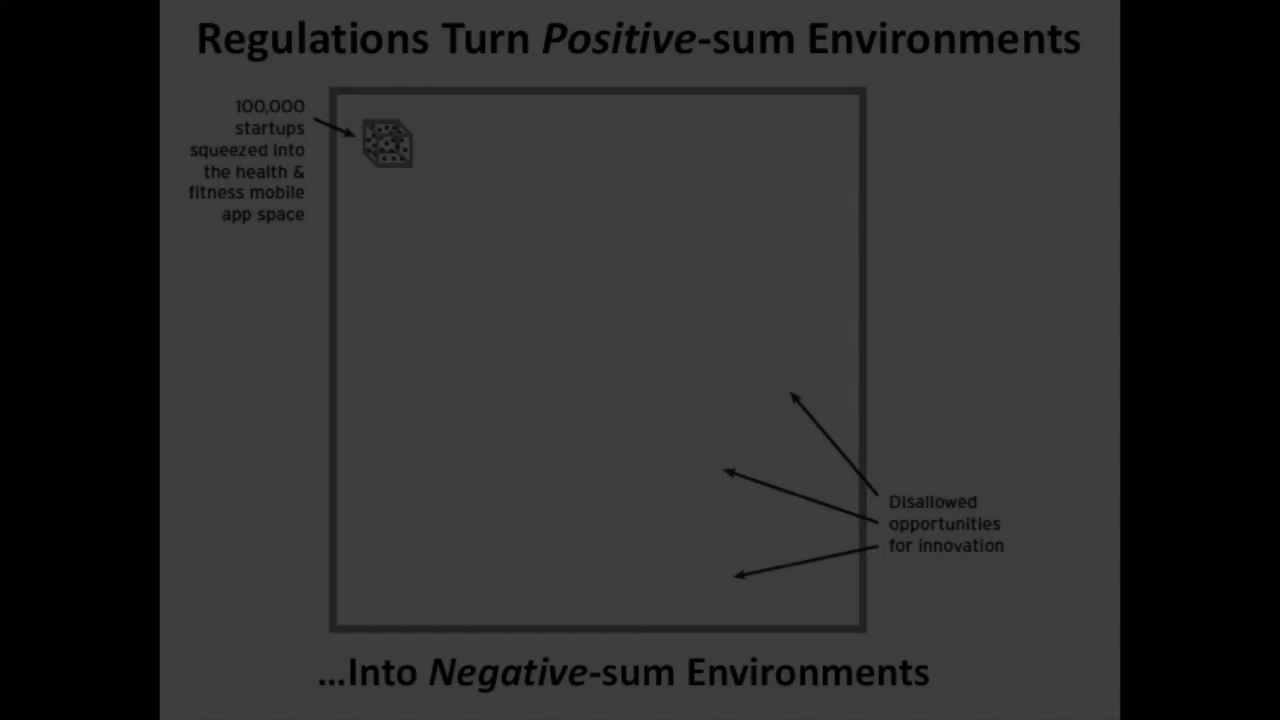 Regulations Turn Positive-sum Environments
100,000
startups
squeezed into
the health &
fitness mobile
app space
Disallowed
opportunities
for innovation
...Into Negative-sum Environments